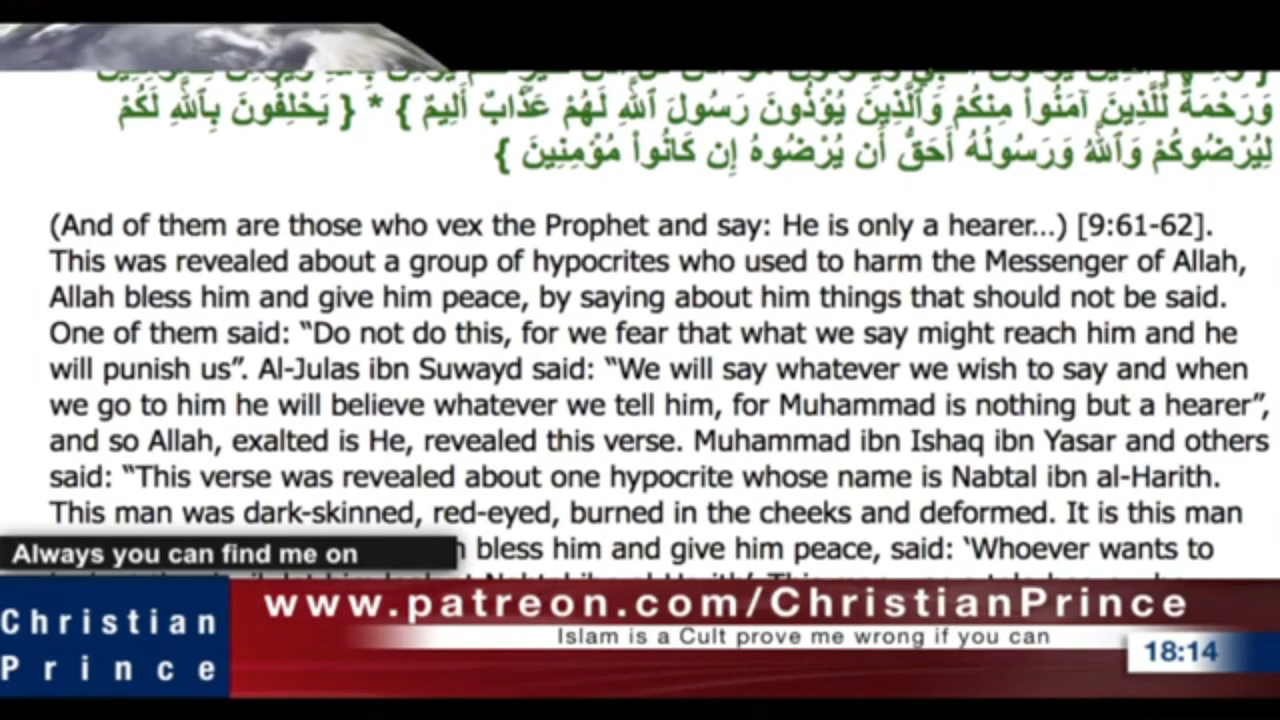 وَرَحْمَةٌ لِّلَّذِينَ آمَنُواْ مِنكُمْ وَٱلَّذِينَ يُؤْذُونَ رَسُولَ ٱللَّهِ لَهُمْ عَذَابٌ أَلِيمٌ } * { يَحْلِفُونَ بِٱللَّهِ لَكُمْ
لِيُرْضُوكُمْ وَٱللَّهُ وَرَسُولُهُ أَحَقُّ أَن يُرْضُوهُ إِن كَانُواْ مُؤْمِنِينَ }
(And of them are those who vex the Prophet and say: He is only a hearer...) [9:61-62].
This was revealed about a group of hypocrites who used to harm the Messenger of Allah,
Allah bless him and give him peace, by saying about him things that should not be said.
One of them said: “Do not do this, for we fear that what we say might reach him and he
will punish us”. Al-Julas ibn Suwayd said: “We will say whatever we wish to say and when
we go to him he will believe whatever we tell him, for Muhammad is nothing but a hearer”,
and so Allah, exalted is He, revealed this verse. Muhammad ibn Ishaq ibn Yasar and others
said: “This verse was revealed about one hypocrite whose name is Nabtal ibn al-Harith.
This man was dark-skinned, red-eyed, burned in the cheeks and deformed. It is this man
bless him and give him peace, said: ‘Whoever wants to
Always you can find me on
www.patreon.com/ChristianPrince
Islam is a Cult prove me wrong if you can
Christian
Prince
18:14